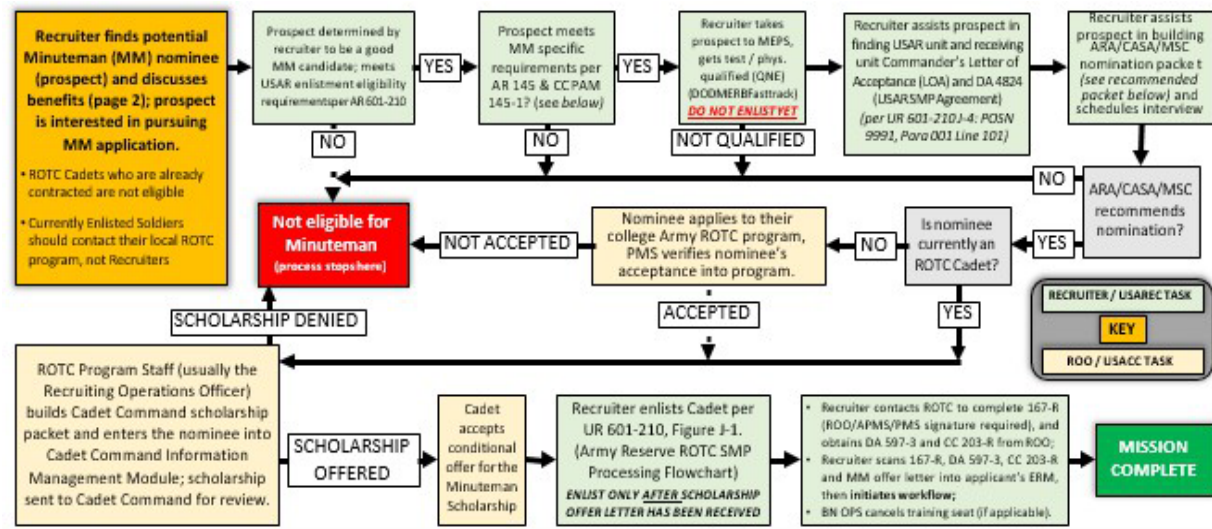 Recruiter finds potential
Minuteman (MM) nominee
(prospect) and discusses
benefits (page 2); prospect
is interested in pursuing
MM application.
• ROTC Cadets who are already
contracted are not eligible
• Currently Enlisted Soldiers
should contact their local ROTC
program, not Recruiters
Prospect determined by
recruiter to be a good
MM candidate; meets
USAR enlistment eligibility
requirementsper AR 601-210
YES
NO
Prospect meets
MM specific
requirements per
AR 145 & CCPAM
145-1? (see below)
YES
NO
Recruiter takes
prospect to MEPS,
gets test / phys.
qualified (QNE)
(DODMERBFasttrack)
DO NOT ENLIST YET
NOT QUALIFIED
Recruiter assists prospect in
finding USAR unit and receiving
unit Commander's Letter of
Acceptance (LOA) and DA 4824
(USAR SMP Agreement)
(per UR 601-210 J-4: POSN
9991, Para 001 Line 101)
Recruiter assists
prospect in building
ARA/CASA/MSC
nomination packet
(see recommended
packet below) and
schedules interview
NO
ARA/CASA/MSC
recommends
nomination?
YES
Is nominee
currently an
ROTC Cadet?
NO
YES
Nominee applies to their
college Army ROTC program,
PMS verifies nominee's
acceptance into program.
NOT ACCEPTED
ACCEPTED
Not eligible for
Minuteman
(process stops here)
SCHOLARSHIP DENIED
RECRUITER / USAREC TASK
KEY
ROO / USACC TASK
ROTC Program Staff (usually the
Recruiting Operations Officer)
builds Cadet Command scholarship
packet and enters the nominee into
Cadet Command Information
Management Module; scholarship
sent to Cadet Command for review.
SCHOLARSHIP
OFFERED
Cadet
accepts
conditional
offer for the
Minuteman
Scholarship
Recruiter enlists Cadet per
UR 601-210, Figure J-1.
(Army Reserve ROTC SMP
Processing Flowchart)
ENLIST ONLY AFTER SCHOLARSHIP
OFFER LETTER HAS BEEN RECEIVED
• Recruiter contacts ROTC to complete 167-R
(ROO/APMS/PMS signature required), and
obtains DA 597-3 and CC 203-R from ROO;
• Recruiter scans 167-R, DA 597-3, CC 203-R
and MM offer letter into applicant's ERM,
then initiates workflow;
• BN OPS cancels training seat (if applicable).
MISSION
COMPLETE